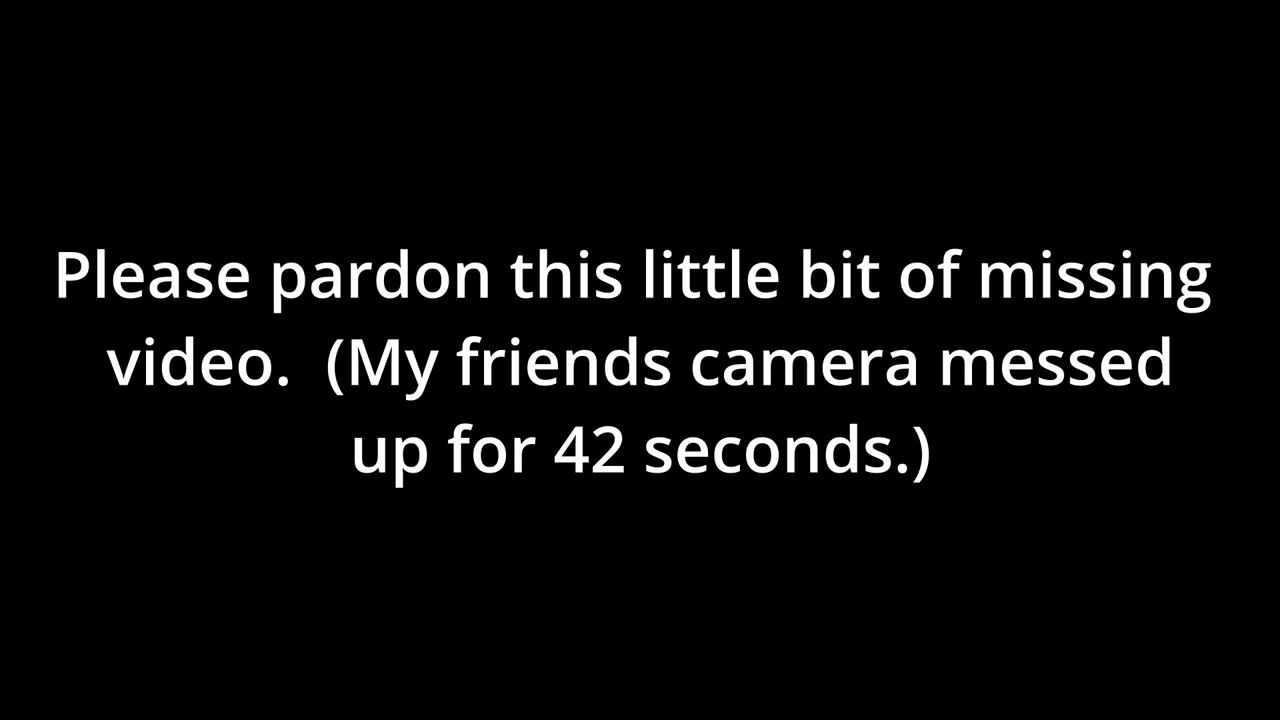 Please pardon this little bit of missing
video.  (My friends camera messed
up for 42 seconds.)